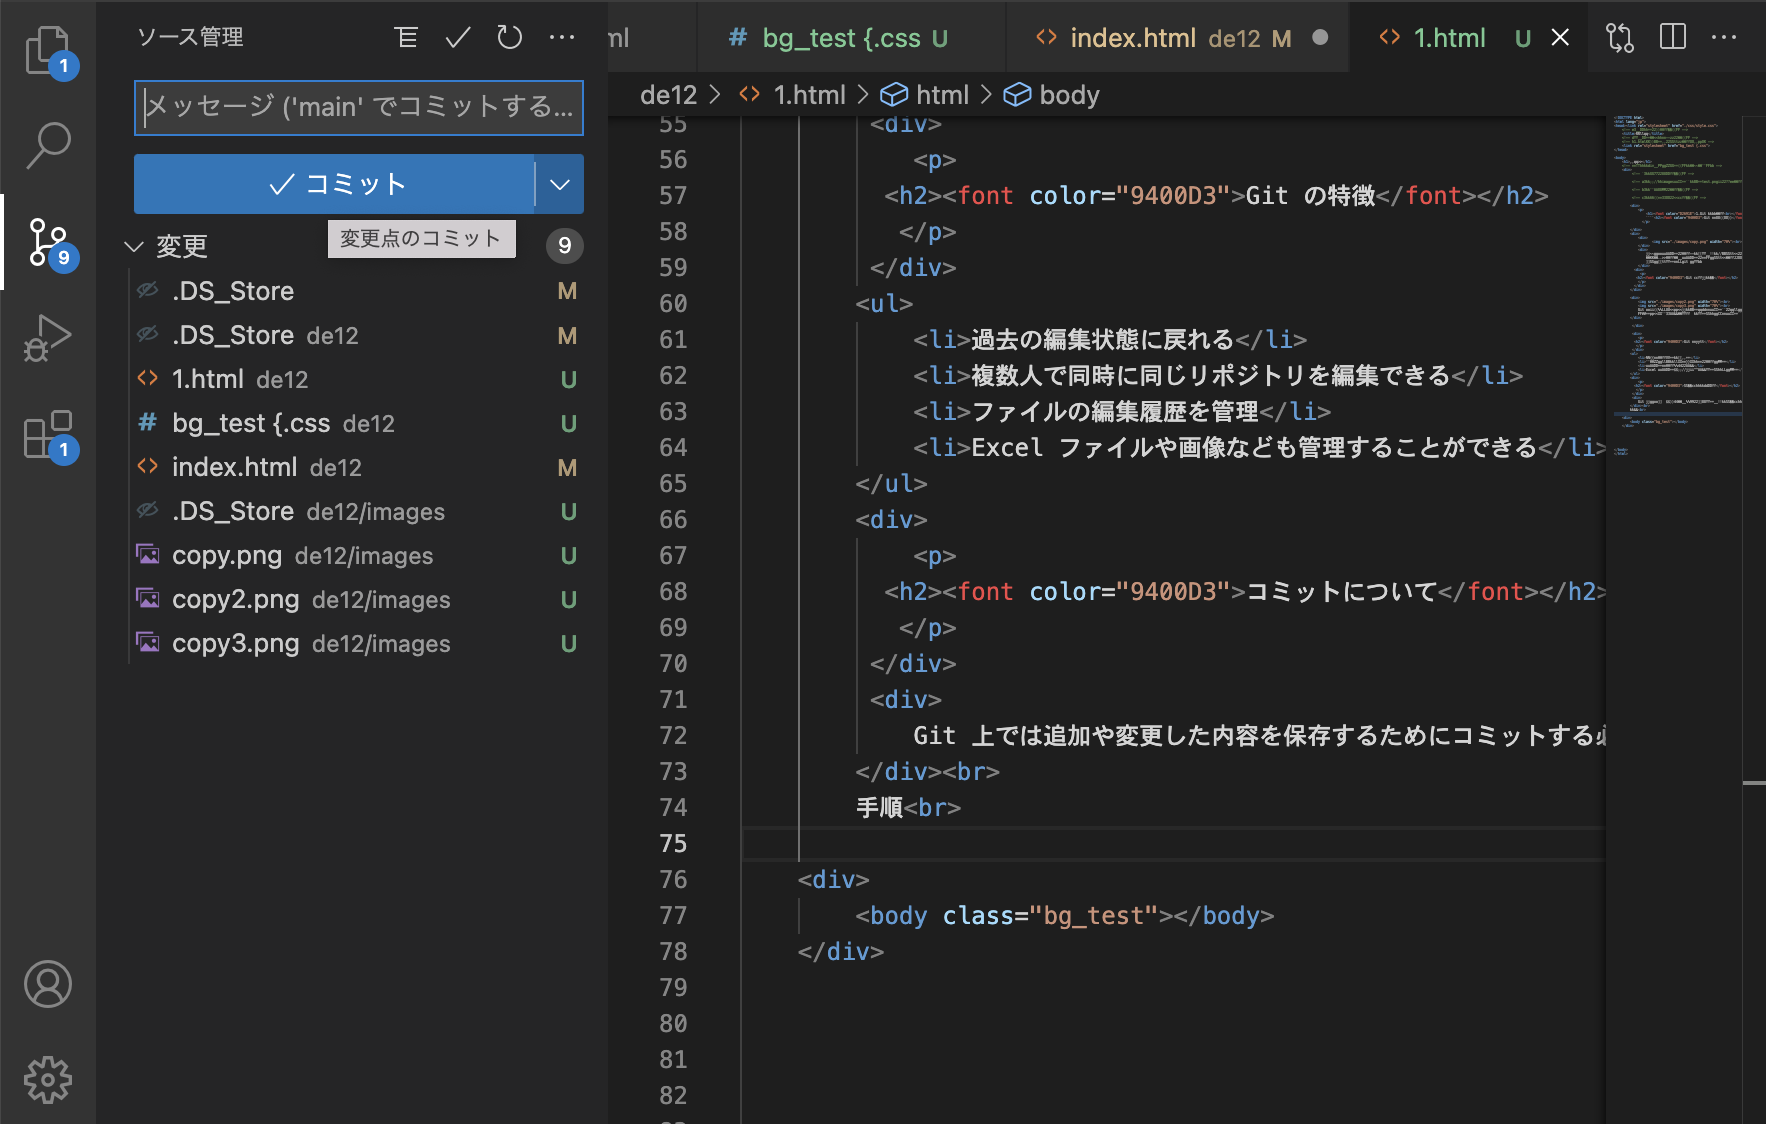 ソース管理
メッセージ ('main' でコミットする...
コミット
変更点のコミット
変更 9
.DS_Store M
.DS_Store de12 M
1.html de12 U
bg_test {.css de12 U
index.html de12 M
.DS_Store de12/images U
copy.png de12/images U
copy2.png de12/images U
copy3.png de12/images U
1
9
1
ml
# bg_test {.css U
index.html de12 M
1.html U
de12 > 1.html > html > body
55 <div>
56 <p>
57 <h2><font color="9400D3">Git の特徴</font></h2>
58 </p>
59 </div>
60 <ul>
61 <li>過去の編集状態に戻れる</li>
62 <li>複数人で同時に同じリポジトリを編集できる</li>
63 <li>ファイルの編集履歴を管理</li>
64 <li>Excel ファイルや画像なども管理することができる</li>
65 </ul>
66 <div>
67 <p>
68 <h2><font color="9400D3">コミットについて</font></h2>
69 </p>
70 </div>
71 <div>
72 Git 上では追加や変更した内容を保存するためにコミットする
73 </div><br>
74 手順<br>
75
76 <div>
77 <body class="bg_test"></body>
78 </div>
79
80
81
82